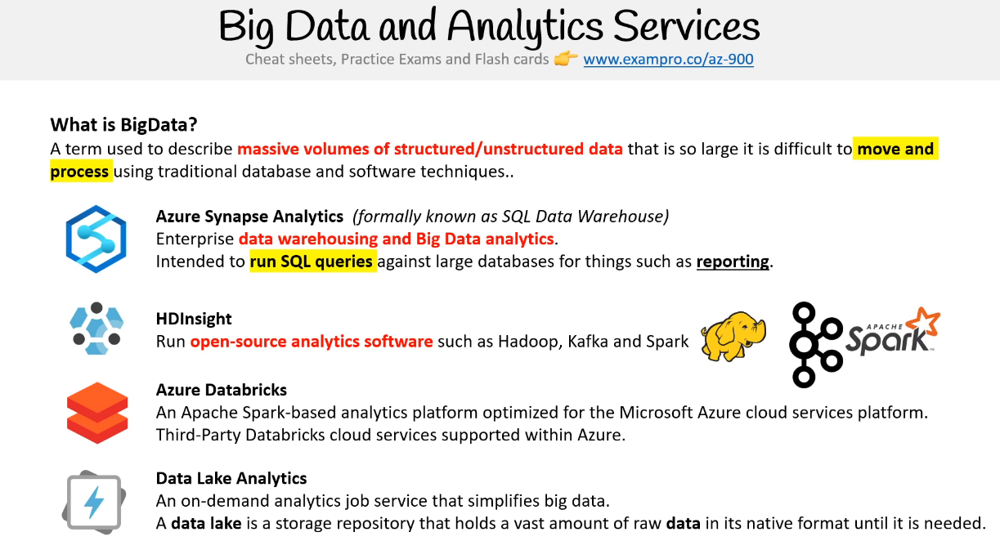 Big Data and Analytics Services
Cheat sheets, Practice Exams and Flash cards 👉 www.exampro.co/az-900
What is BigData?
A term used to describe massive volumes of structured/unstructured data that is so large it is difficult to move and
process using traditional database and software techniques..
Azure Synapse Analytics (formally known as SQL Data Warehouse)
Enterprise data warehousing and Big Data analytics.
Intended to run SQL queries against large databases for things such as reporting.
HDInsight
Run open-source analytics software such as Hadoop, Kafka and Spark
APACHE
Spark™
Azure Databricks
An Apache Spark-based analytics platform optimized for the Microsoft Azure cloud services platform.
Third-Party Databricks cloud services supported within Azure.
Data Lake Analytics
An on-demand analytics job service that simplifies big data.
A data lake is a storage repository that holds a vast amount of raw data in its native format until it is needed.